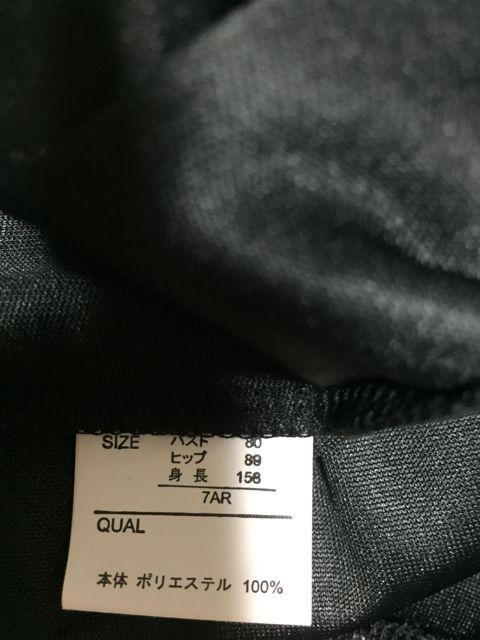 SIZE バスト 80
ヒップ 89
身長 156
7AR
QUAL
本体 ポリエステル 100%